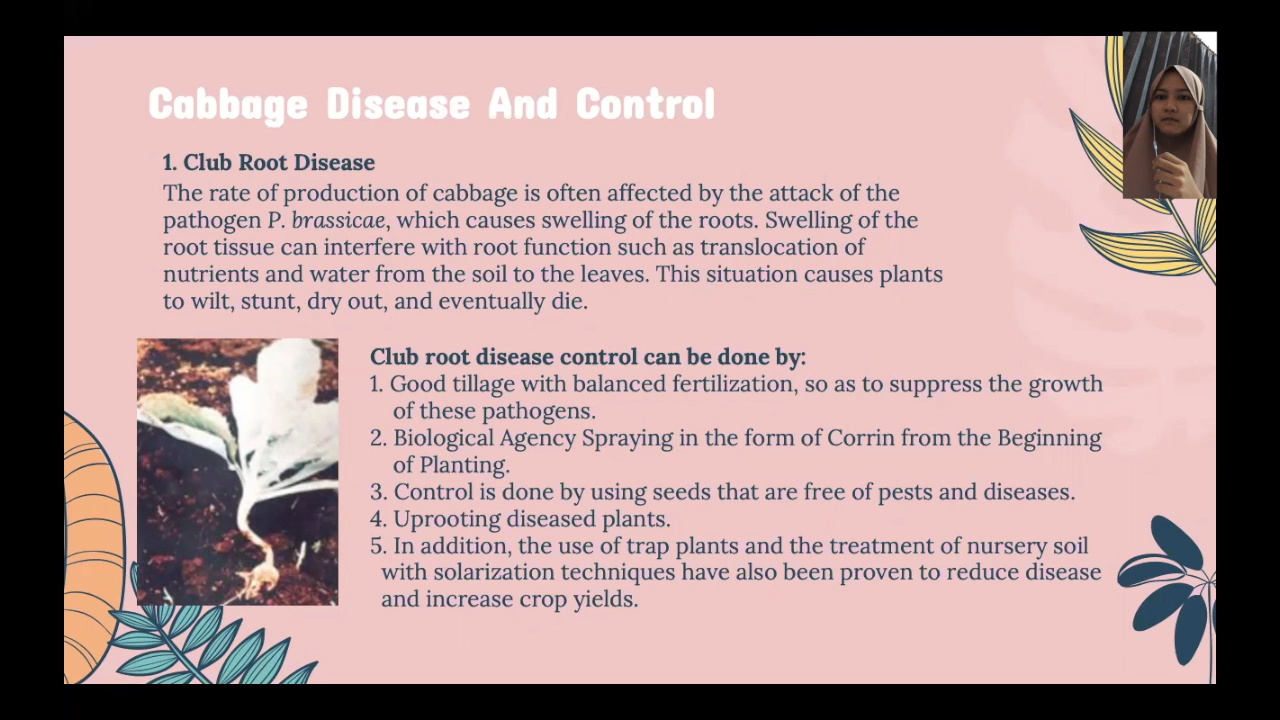 Cabbage Disease And Control
1. Club Root Disease
The rate of production of cabbage is often affected by the attack of the
pathogen P. brassicae, which causes swelling of the roots. Swelling of the
root tissue can interfere with root function such as translocation of
nutrients and water from the soil to the leaves. This situation causes plants
to wilt, stunt, dry out, and eventually die.
Club root disease control can be done by:
1. Good tillage with balanced fertilization, so as to suppress the growth
of these pathogens.
2. Biological Agency Spraying in the form of Corrin from the Beginning
of Planting.
3. Control is done by using seeds that are free of pests and diseases.
4. Uprooting diseased plants.
5. In addition, the use of trap plants and the treatment of nursery soil
with solarization techniques have also been proven to reduce disease
and increase crop yields.